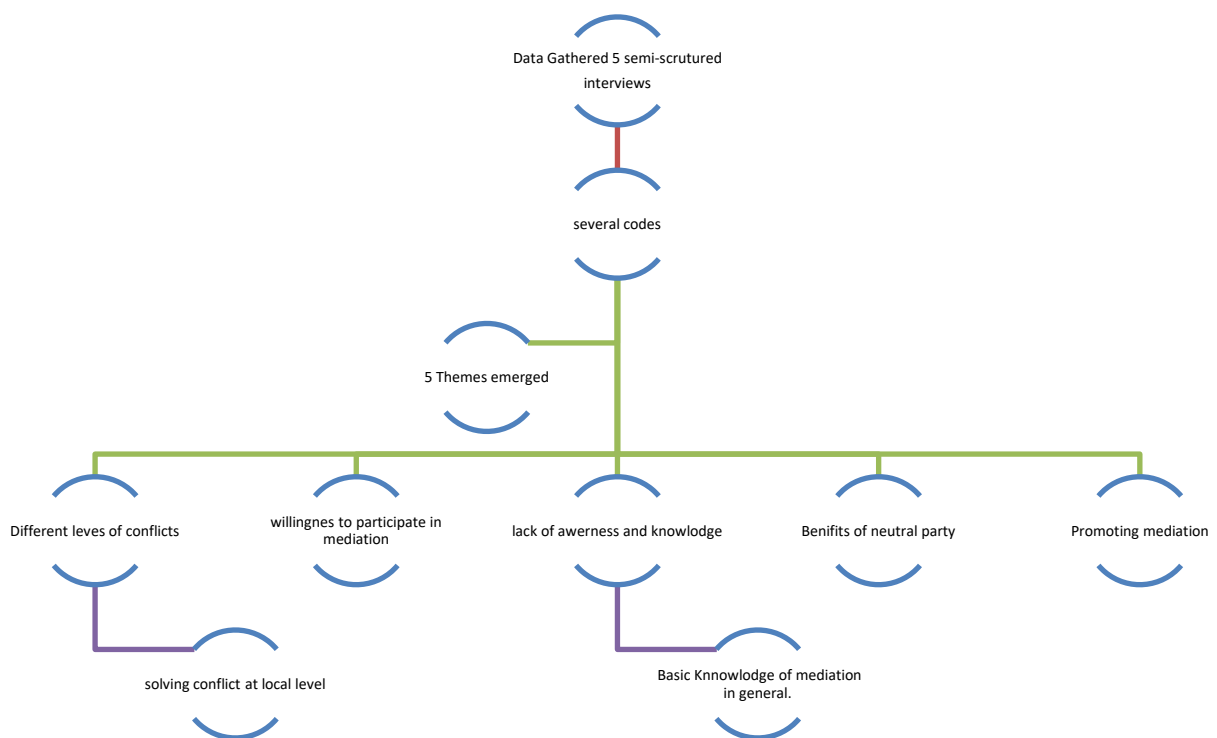 Data Gathered 5 semi-scrutured
interviews
several codes
5 Themes emerged
Different leves of conflicts
willingnes to participate in
mediation
lack of awerness and knowladge
Benifits of neutral party
Promoting mediation
solving conflict at local level
Basic Knnowlodge of mediation
in general.